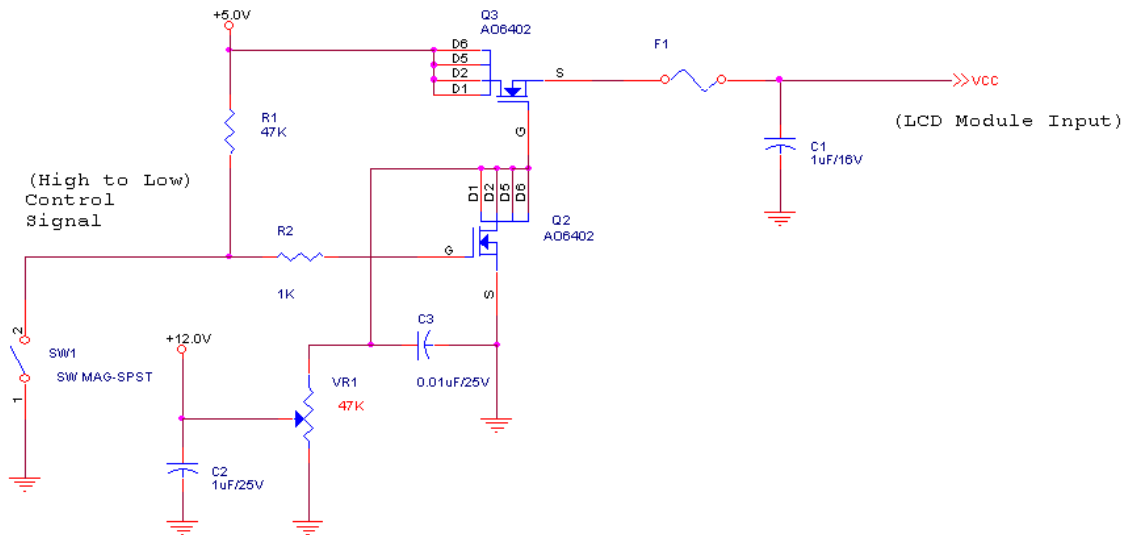 Q3
AO6402
+5.0V
D6
D5
D2
D1
S
G
F1
VCC
(LCD Module Input)
R1
47K
C1
1uF/16V
(High to Low)
Control
Signal
D1
D2
D5
D6
Q2
AO6402
R2
1K
G
S
C3
0.01uF/25V
+12.0V
2
SW1
SW MAG-SPST
1
VR1
47K
C2
1uF/25V